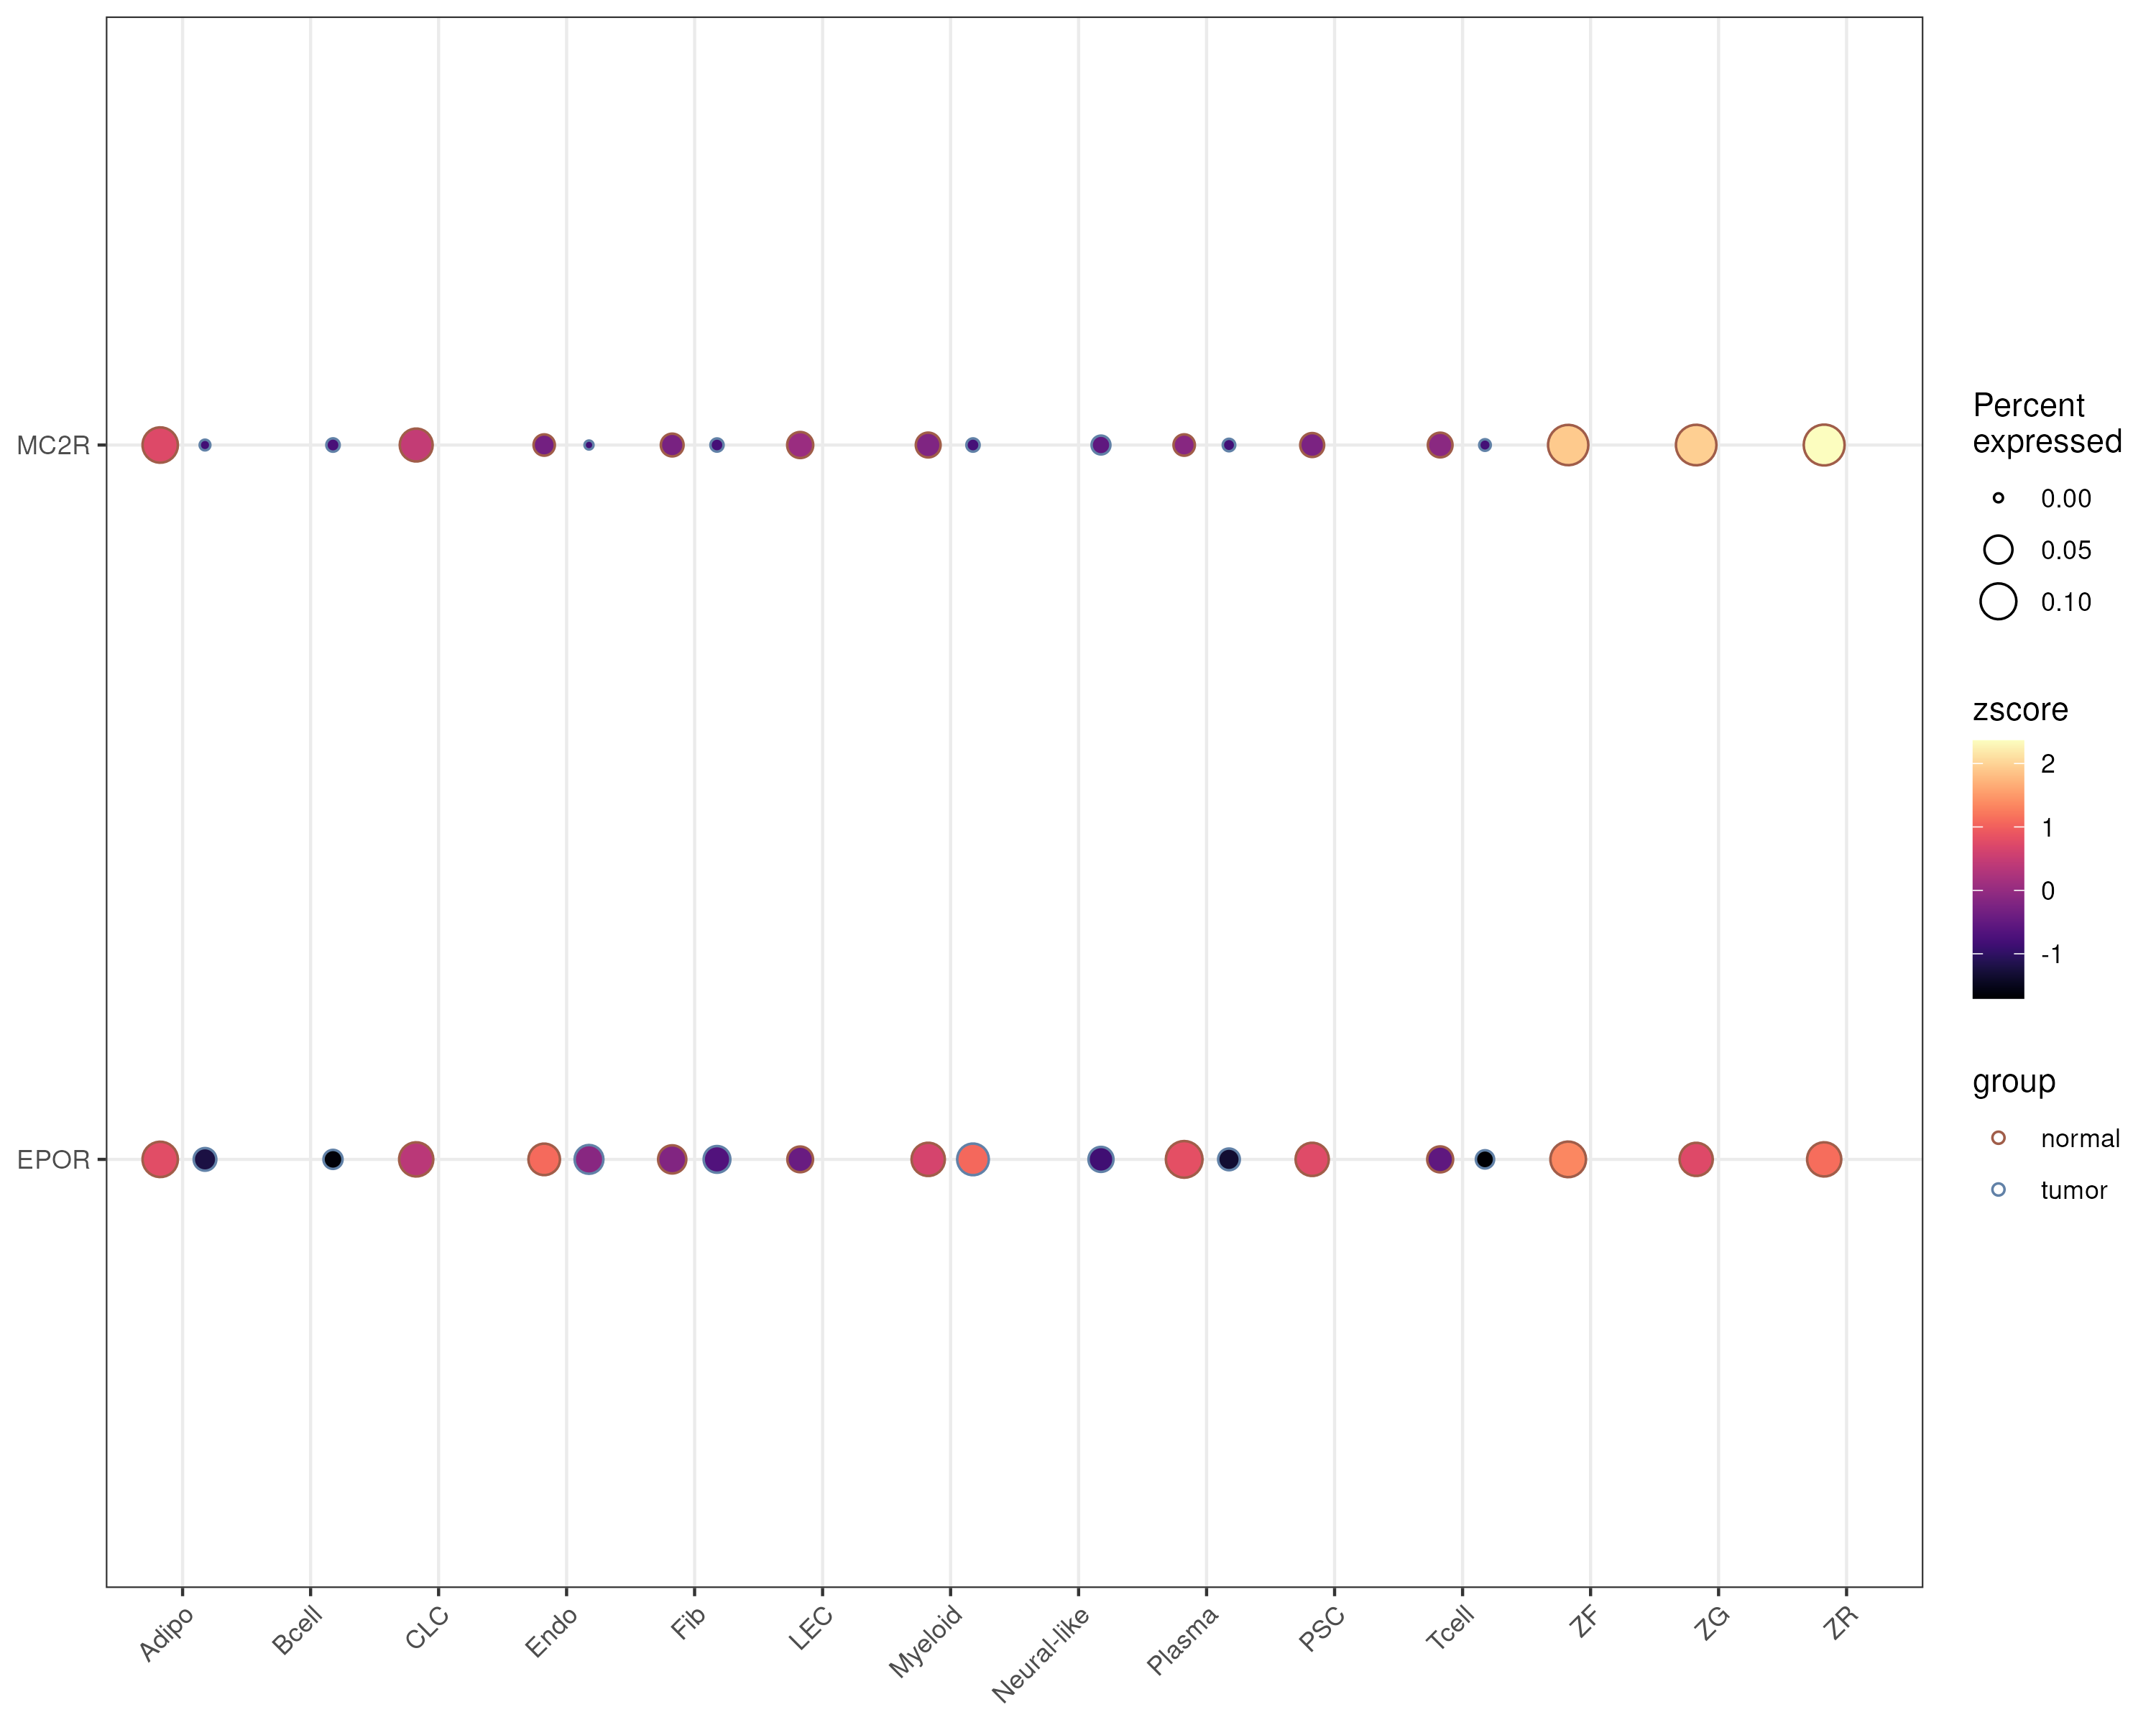 MC2R
EPOR
Adipo
Bcell
CLC
Endo
Fib
LEC
Myeloid
Neural-like
Plasma
PSC
Tcell
ZF
ZG
ZR
Percent
expressed
0.00
0.05
0.10
zscore
2
1
0
-1
group
normal
tumor